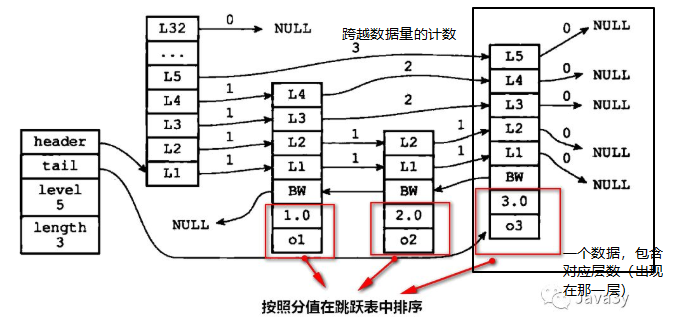 L32
...
L5
L4
L3
L2
L1
0
NULL
跨越数据量的计数
3
1
1
1
1
header
tail
level
5
length
3
L4
L3
L2
L1
BW
1.0
o1
NULL
2
2
1
1
L2
L1
BW
2.0
o2
1
1
L5
L4
L3
L2
L1
BW
3.0
o3
0
NULL
0
NULL
0
NULL
0
NULL
0
NULL
按照分值在跳跃表中排序
一个数据，包含
对应层数（出现
在那一层）
Java3y